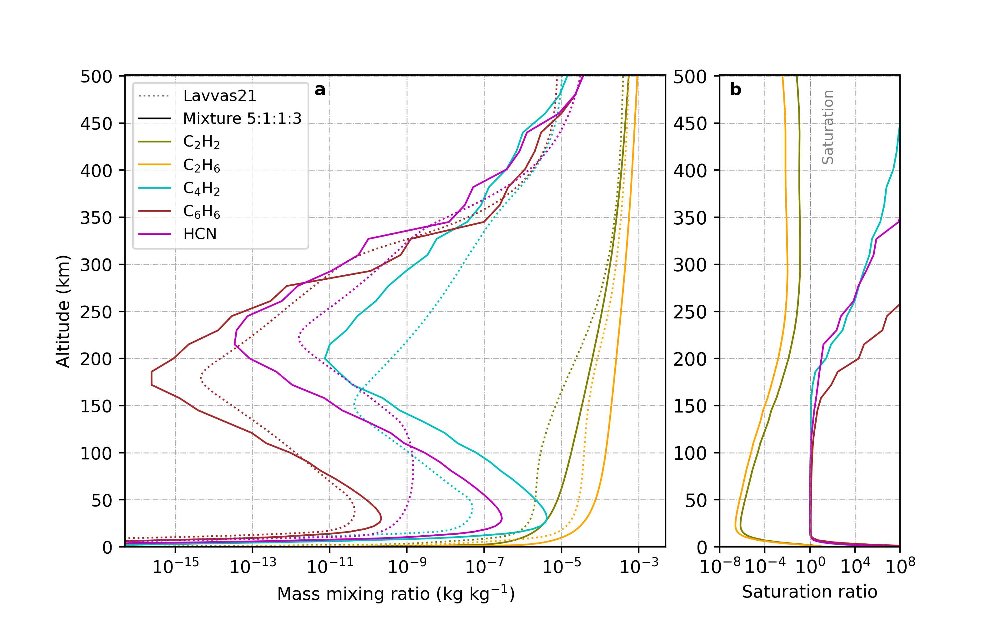 a
Lavvas21
Mixture 5:1:1:3
C₂H₂
C₂H₆
C₄H₂
C₆H₆
HCN
500
450
400
350
300
250
200
150
100
50
0
Altitude (km)
10⁻¹⁵ 10⁻¹³ 10⁻¹¹ 10⁻⁹ 10⁻⁷ 10⁻⁵ 10⁻³
Mass mixing ratio (kg kg⁻¹)
b
Saturation
500
450
400
350
300
250
200
150
100
50
0
10⁻⁸ 10⁻⁴ 10⁰ 10⁴ 10⁸
Saturation ratio